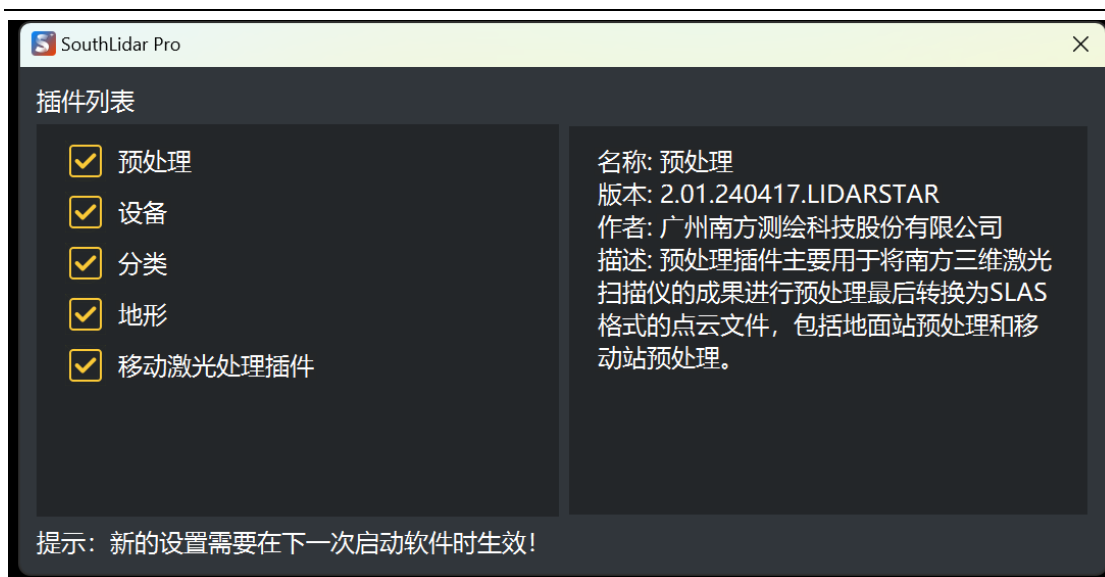 SouthLidar Pro
插件列表
预处理
设备
分类
地形
移动激光处理插件
名称: 预处理
版本: 2.01.240417.LIDARSTAR
作者: 广州南方测绘科技股份有限公司
描述: 预处理插件主要用于将南方三维激光
扫描仪的成果进行预处理最后转换为SLAS
格式的点云文件，包括地面站预处理和移
动站预处理。
提示：新的设置需要在下一次启动软件时生效！